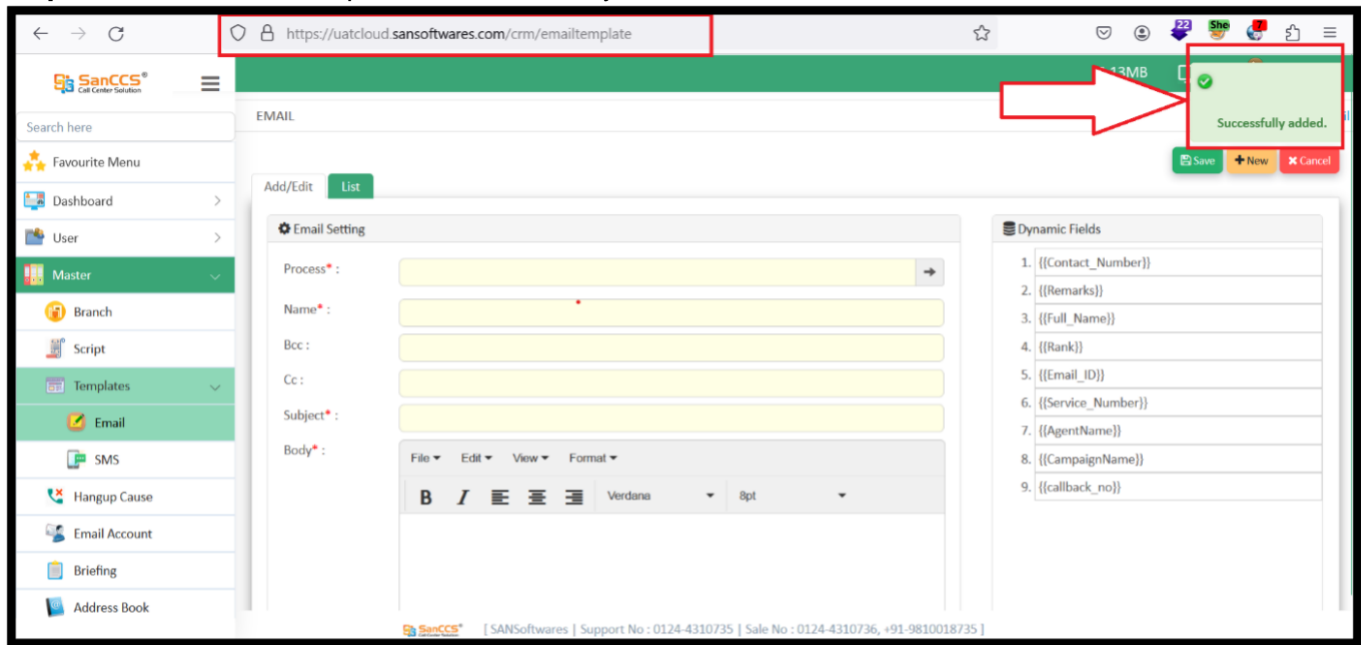 https://uatcloud.sansoftwares.com/crm/emailtemplate
22
She
7
SanCCS®
Call Center Solution
13MB
Successfully added.
Search here
EMAIL
Favourite Menu
Save
New
Cancel
Add/Edit
List
Dashboard
User
Master
Branch
Script
Templates
Email
SMS
Hangup Cause
Email Account
Briefing
Address Book
Email Setting
Process* :
Name* :
Bcc :
Cc :
Subject* :
Body* :
File
Edit
View
Format
B I
Verdana
8pt
Dynamic Fields
1. {{Contact_Number}}
2. {{Remarks}}
3. {{Full_Name}}
4. {{Rank}}
5. {{Email_ID}}
6. {{Service_Number}}
7. {{AgentName}}
8. {{CampaignName}}
9. {{callback_no}}
SanCCS®
Call Center Solution
[ SANSoftwares | Support No : 0124-4310735 | Sale No : 0124-4310736, +91-9810018735 ]